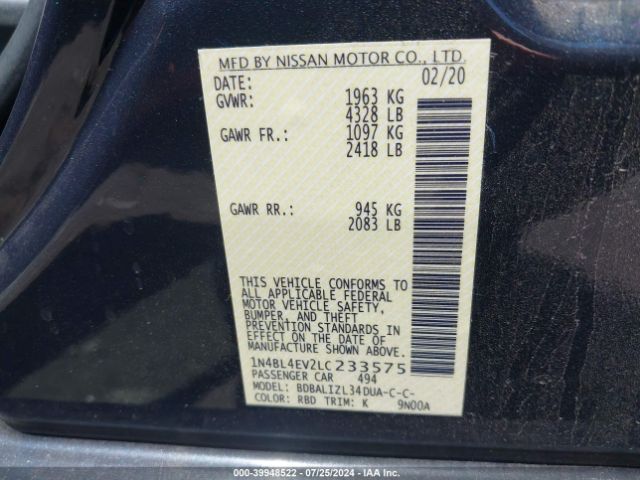 MFD BY NISSAN MOTOR CO., LTD.
DATE: 02/20
GVWR: 1963 KG
4328 LB
GAWR FR.: 1097 KG
2418 LB
GAWR RR.: 945 KG
2083 LB
THIS VEHICLE CONFORMS TO
ALL APPLICABLE FEDERAL
MOTOR VEHICLE SAFETY,
BUMPER, AND THEFT
PREVENTION STANDARDS IN
EFFECT ON THE DATE OF
MANUFACTURE SHOWN ABOVE.
1N4BL4EV2LC233575
PASSENGER CAR 494
MODEL: BDBALIZL34DUA-C-C-
COLOR: RBD TRIM: K 9N00A
000-39948522 / 07/25/2024 / IAA Inc.